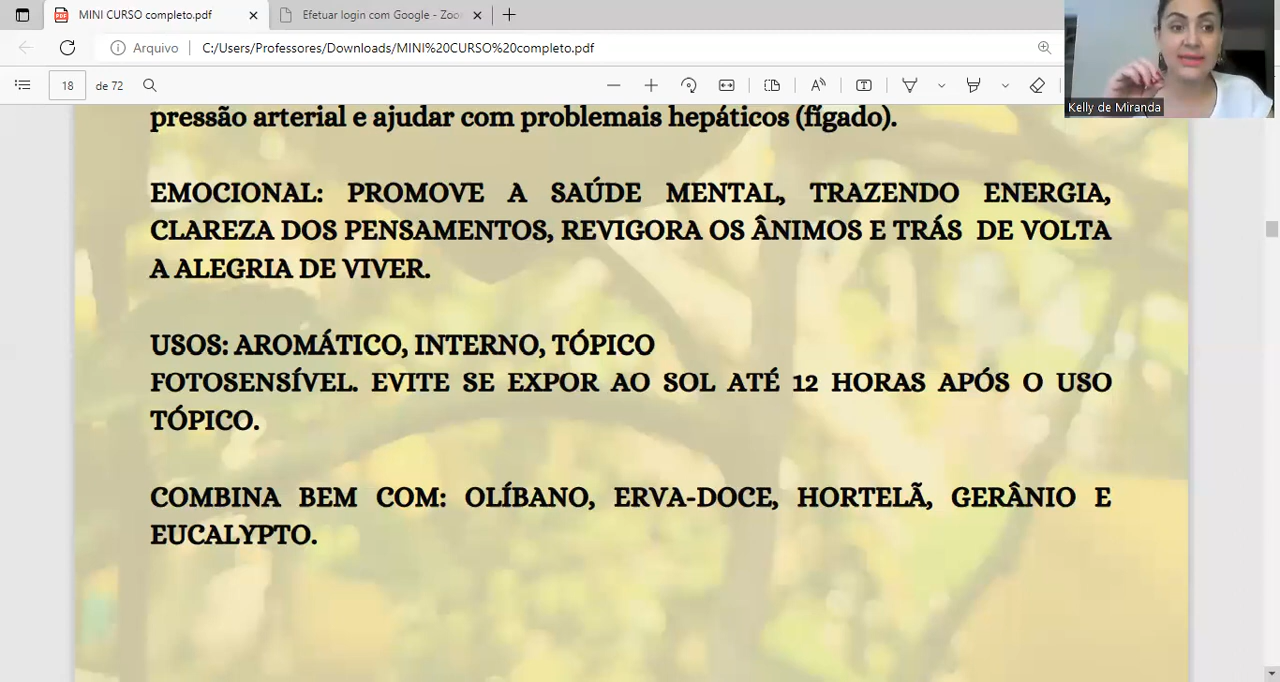 MINI CURSO completo.pdf
Efetuar login com Google - Zoo
Arquivo
C:/Users/Professores/Downloads/MINI%20CURSO%20completo.pdf
18 de 72
Kelly de Miranda
pressão arterial e ajudar com problemais hepáticos (fígado).
EMOCIONAL: PROMOVE A SAÚDE MENTAL, TRAZENDO ENERGIA,
CLAREZA DOS PENSAMENTOS, REVIGORA OS ÂNIMOS E TRÁS DE VOLTA
A ALEGRIA DE VIVER.
USOS: AROMÁTICO, INTERNO, TÓPICO
FOTOSENSÍVEL. EVITE SE EXPOR AO SOL ATÉ 12 HORAS APÓS O USO
TÓPICO.
COMBINA BEM COM: OLÍBANO, ERVA-DOCE, HORTELÃ, GERÂNIO E
EUCALYPTO.